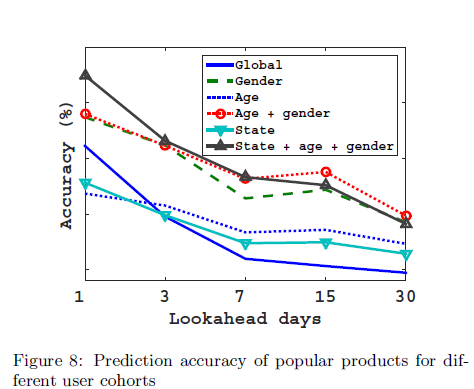 Global
Gender
Age
Age + gender
State
State + age + gender
Accuracy (%)
1 3 7 15 30
Lookahead days
Figure 8: Prediction accuracy of popular products for dif-
ferent user cohorts